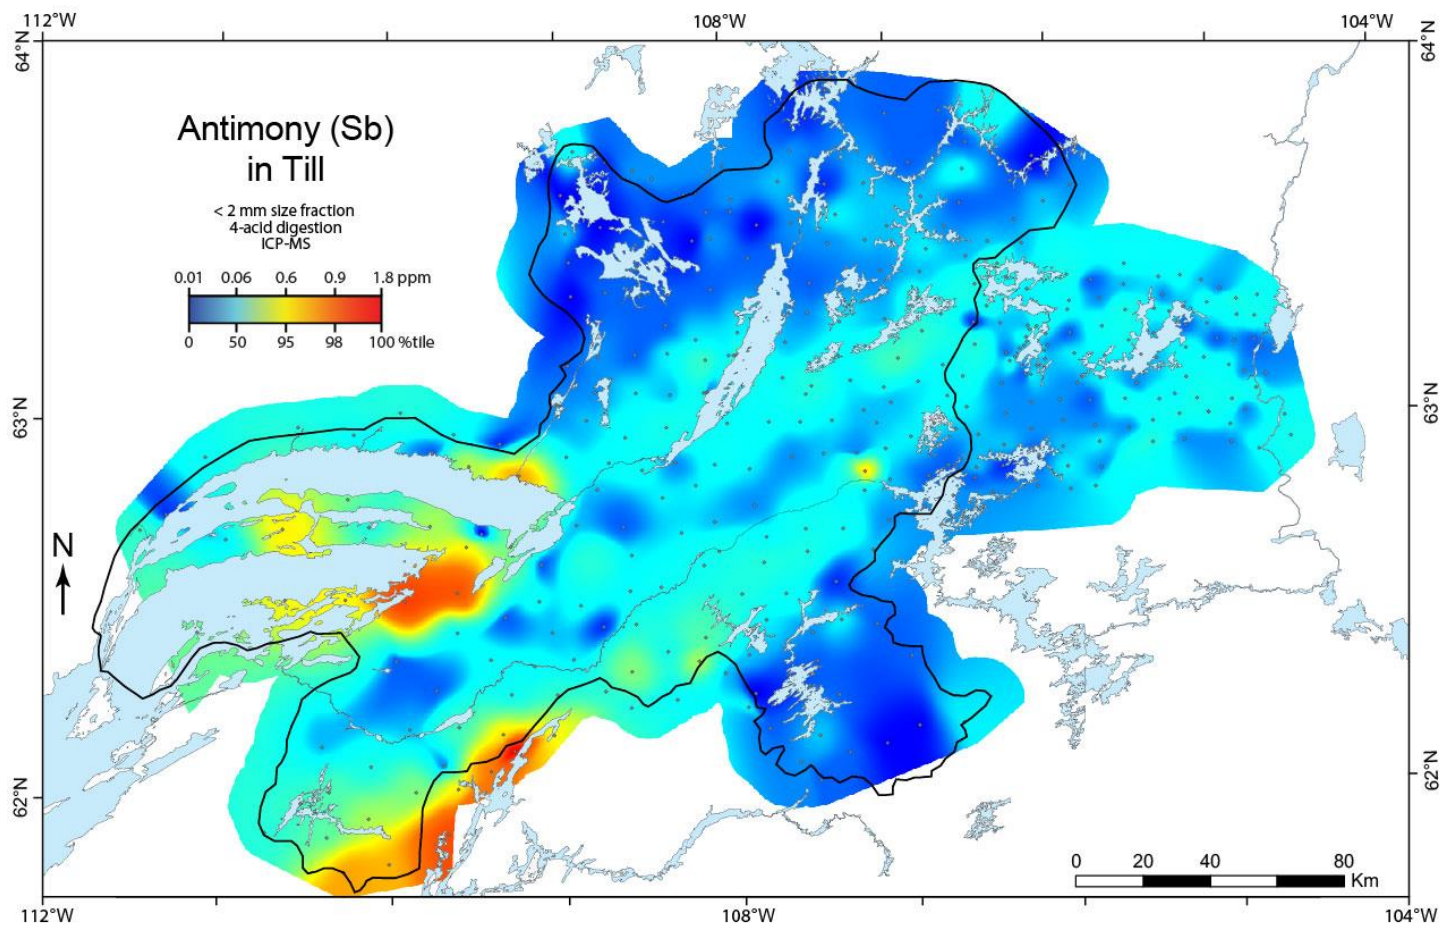 112°W 108°W 104°W
64°N 64°N
Antimony (Sb)
in Till
< 2 mm size fraction
4-acid digestion
ICP-MS
0.01 0.06 0.6 0.9 1.8 ppm
0 50 95 98 100 %tile
63°N 63°N
N
62°N 62°N
0 20 40 80
Km
112°W 108°W 104°W